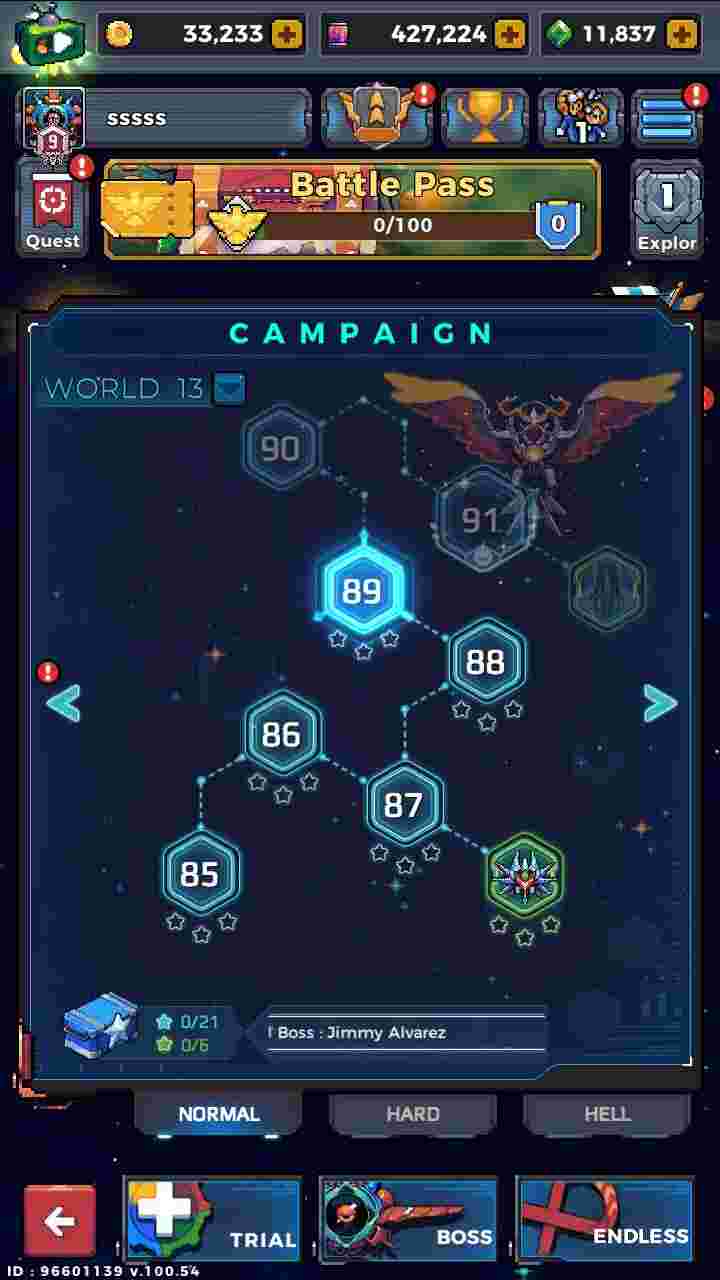 33,233
427,224
11,837
sssss
9
1
Battle Pass
0/100
0
Quest
1
Explor
CAMPAIGN
WORLD 13
90
91
89
88
86
87
85
0/21
0/6
Boss : Jimmy Alvarez
NORMAL
HARD
HELL
TRIAL
BOSS
ENDLESS
ID : 96601139 v.100.54